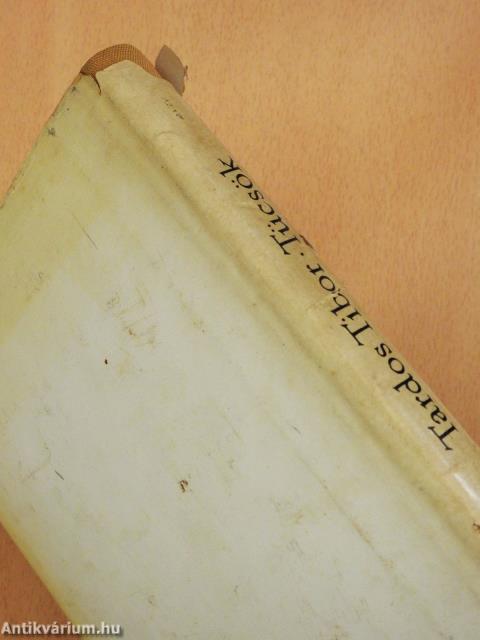 Tardos Tibor · Tücsök
Antikvárium.hu